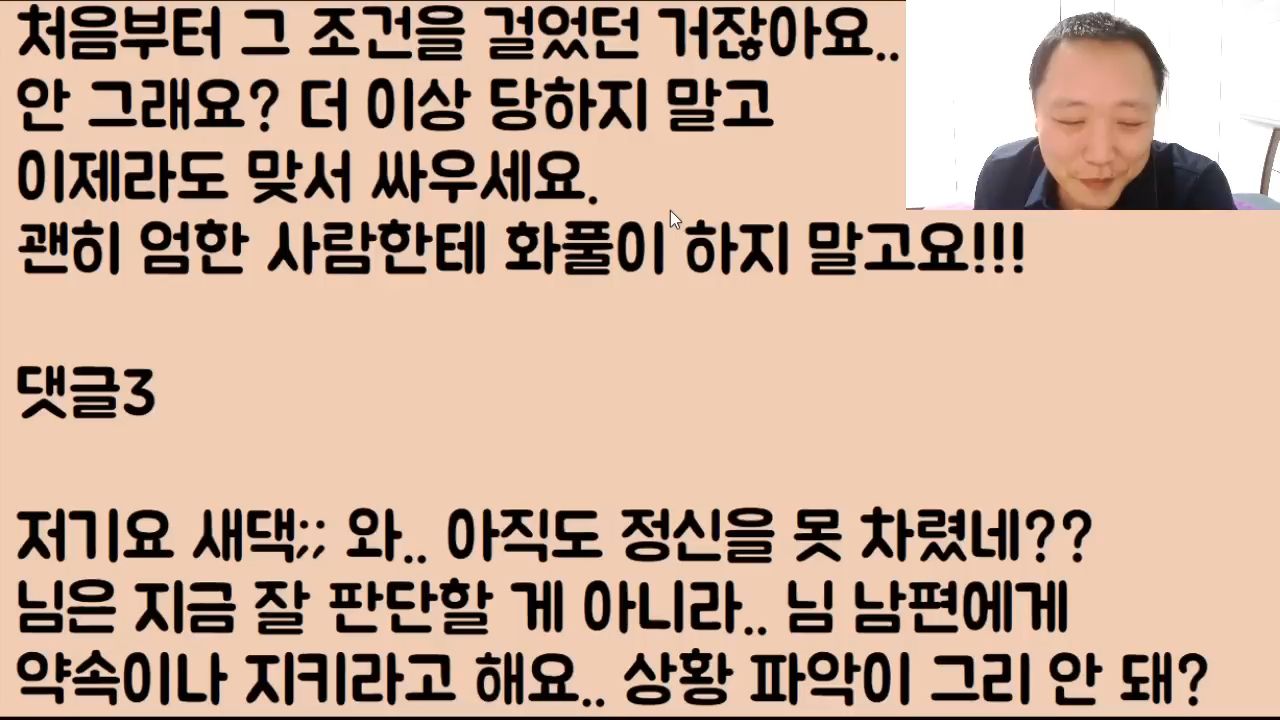 처음부터 그 조건을 걸었던 거잖아요..
안 그래요? 더 이상 당하지 말고
이제라도 맞서 싸우세요.
괜히 엄한 사람한테 화풀이 하지 말고요!!!
댓글3
저기요 새댁;; 와.. 아직도 정신을 못 차렸네??
님은 지금 잘 판단할 게 아니라.. 님 남편에게
약속이나 지키라고 해요.. 상황 파악이 그리 안 돼?